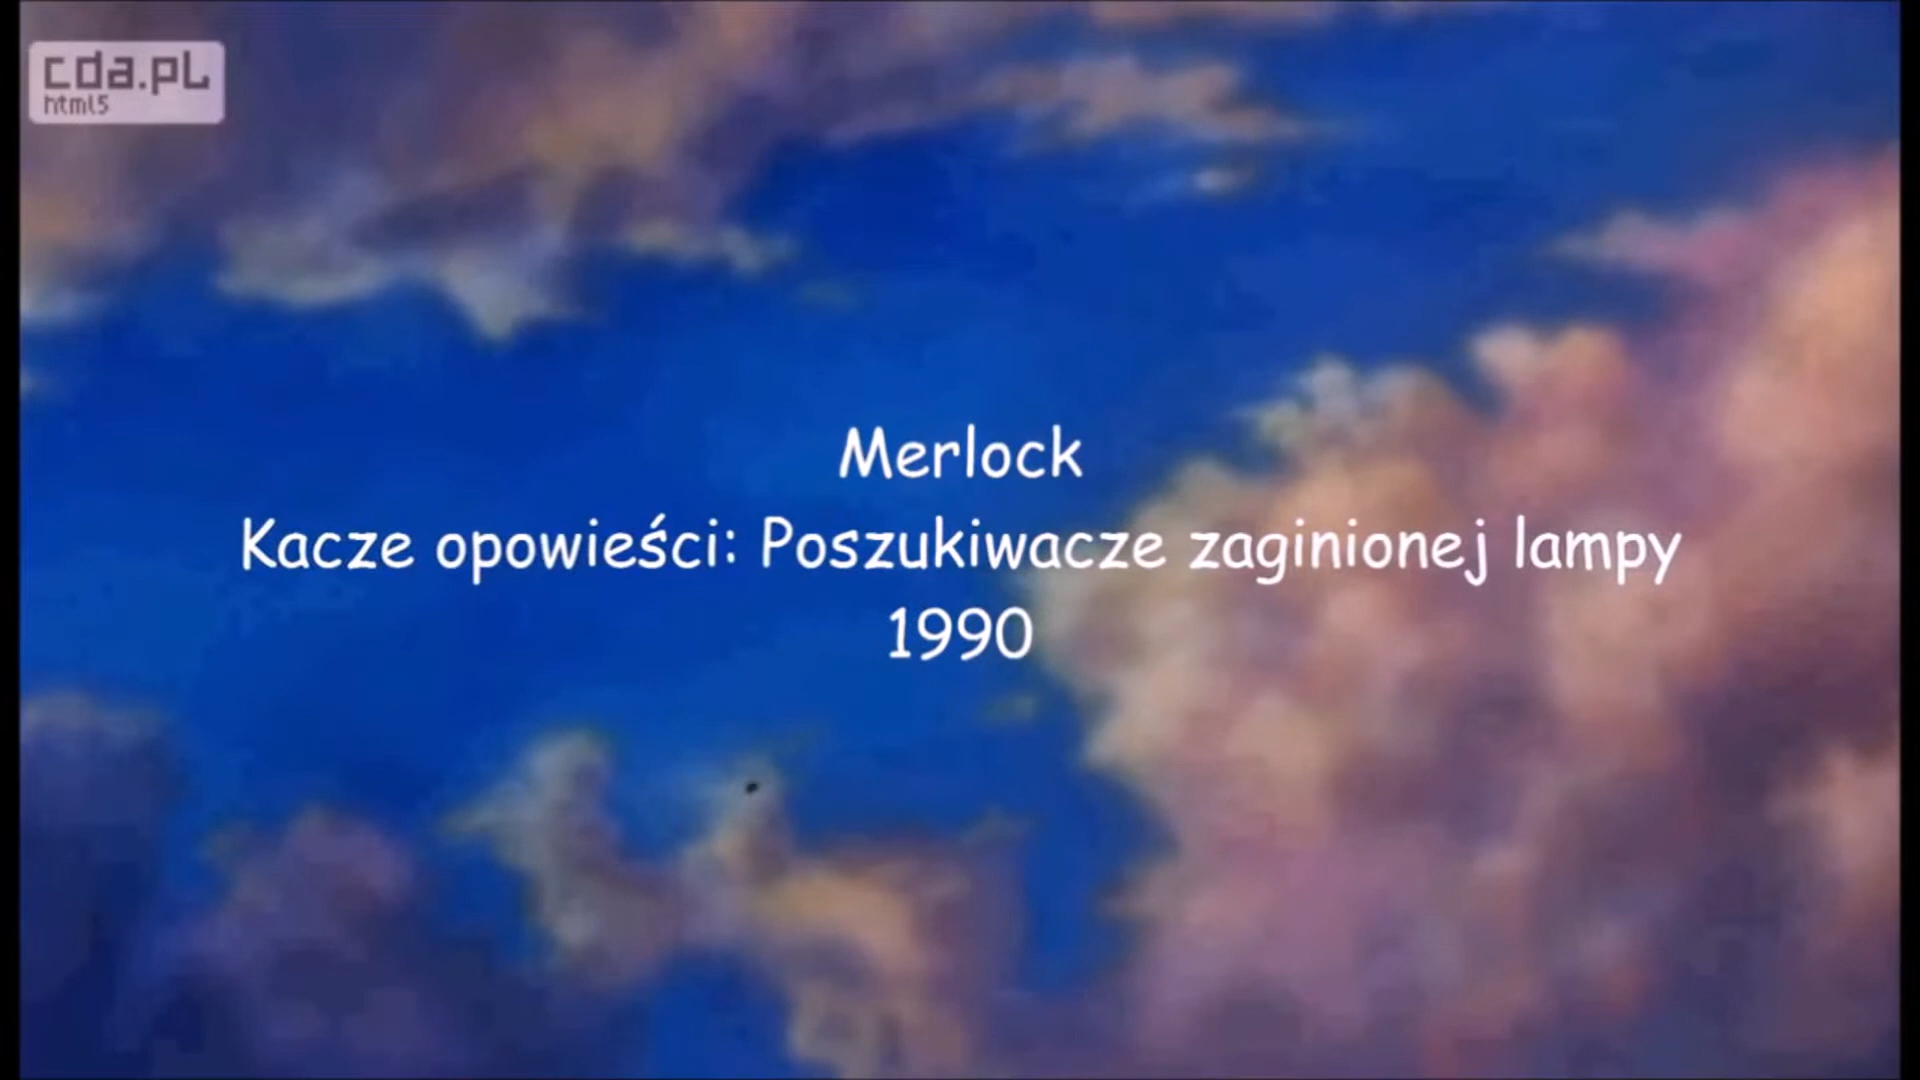 cda.pl
html5
Merlock
Kacze opowieści: Poszukiwacze zaginionej lampy
1990